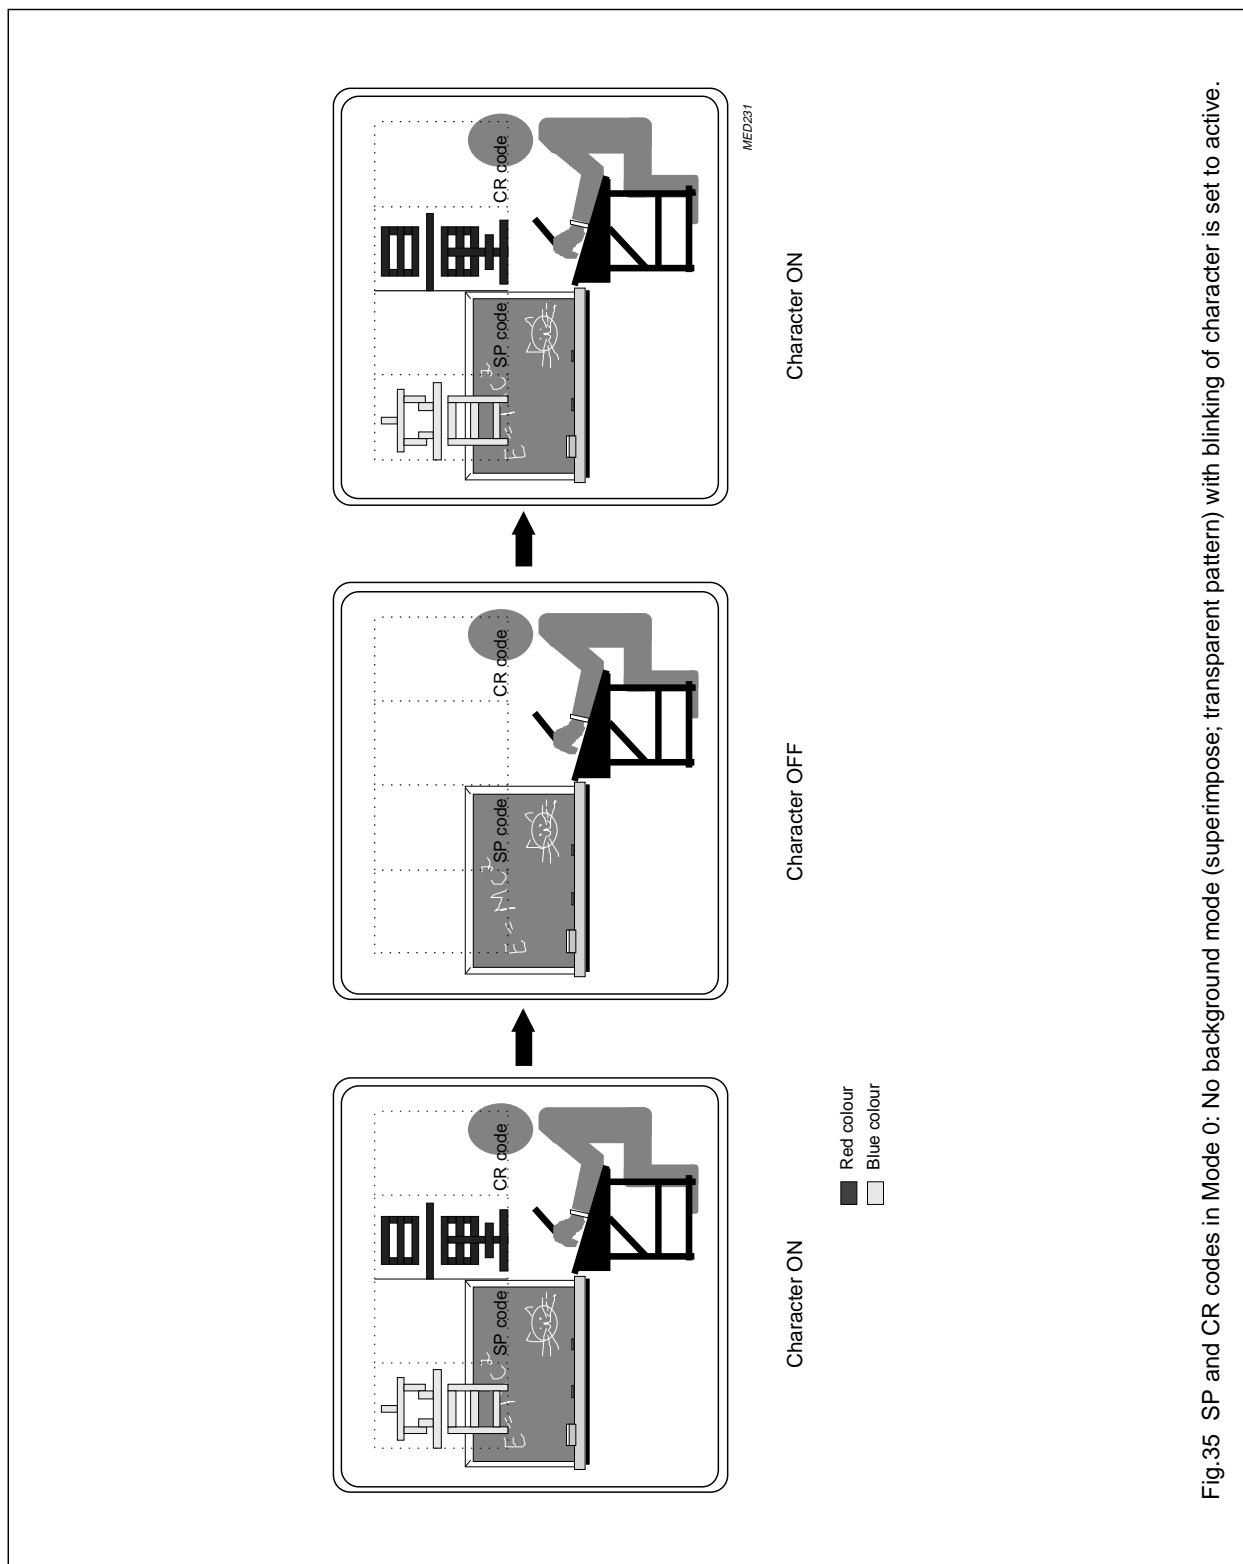 SP code
CR code
E = MC²
SP code
CR code
SP code
CR code
MED231
Character ON
Character OFF
Character ON
Red colour
Blue colour
Fig.35 SP and CR codes in Mode 0: No background mode (superimpose; transparent pattern) with blinking of character is set to active.